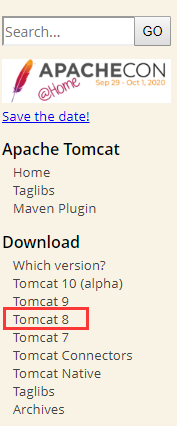 Search...
GO
APACHECON
@Home
Sep 29 - Oct 1, 2020
Save the date!
Apache Tomcat
Home
Taglibs
Maven Plugin
Download
Which version?
Tomcat 10 (alpha)
Tomcat 9
Tomcat 8
Tomcat 7
Tomcat Connectors
Tomcat Native
Taglibs
Archives